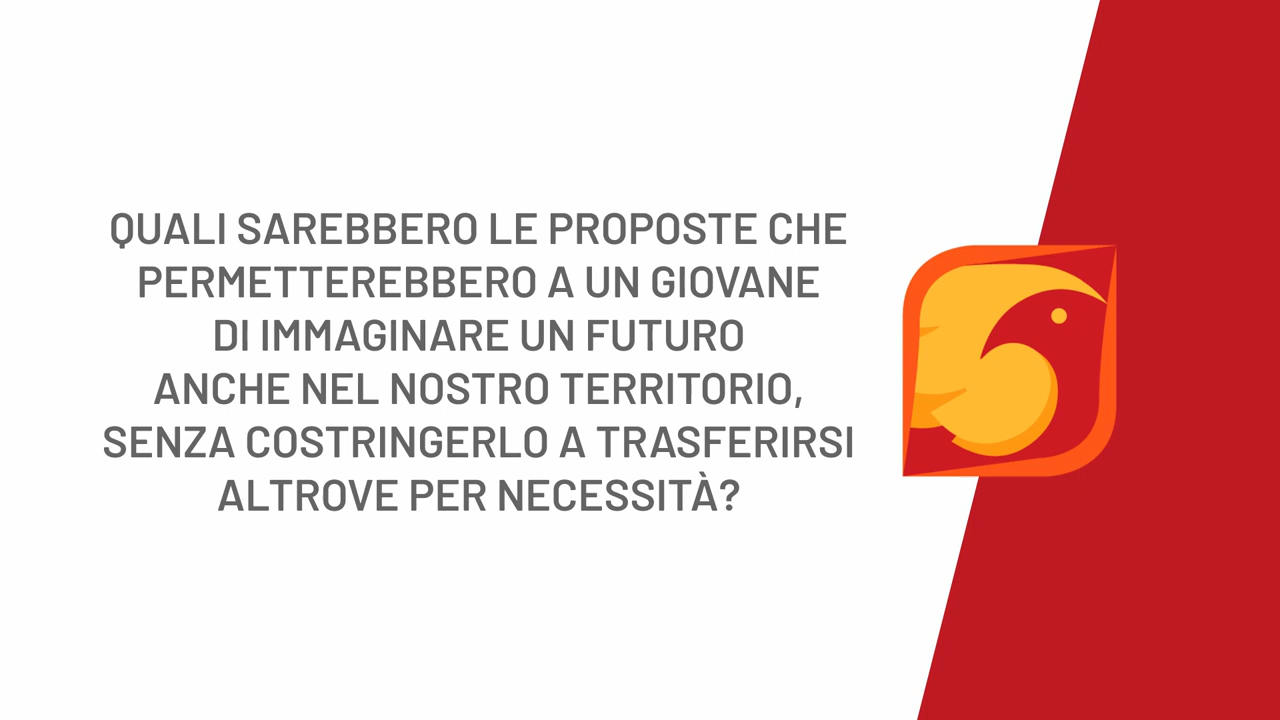 QUALI SAREBBERO LE PROPOSTE CHE
PERMETTEREBBERO A UN GIOVANE
DI IMMAGINARE UN FUTURO
ANCHE NEL NOSTRO TERRITORIO,
SENZA COSTRINGERLO A TRASFERIRSI
ALTROVE PER NECESSITÀ?